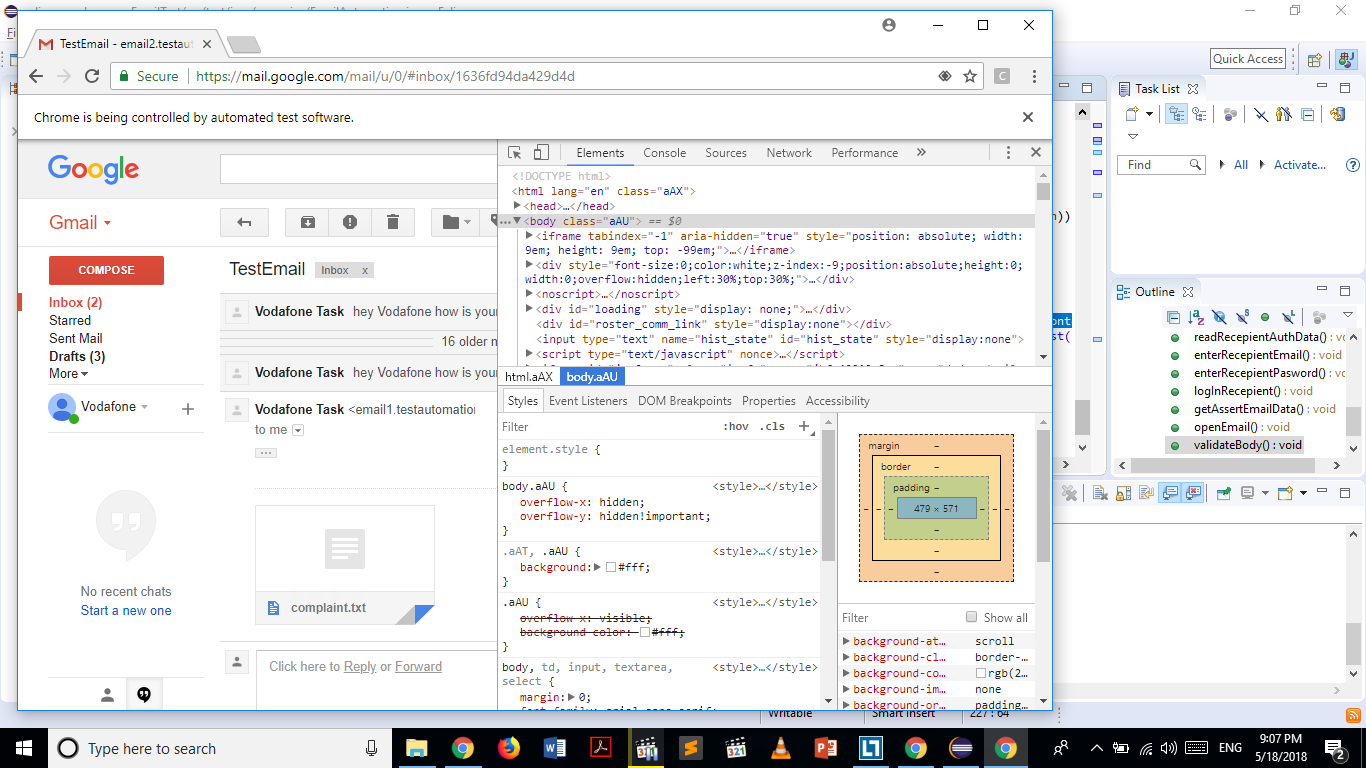 TestEmail - email2.testau
Secure https://mail.google.com/mail/u/0/#inbox/1636fd94da429d4d
C
Chrome is being controlled by automated test software.
Google
Gmail
COMPOSE
Inbox (2)
Starred
Sent Mail
Drafts (3)
More
Vodafone
No recent chats
Start a new one
TestEmail Inbox x
Vodafone Task hey Vodafone how is your
16 older n
Vodafone Task hey Vodafone how is your
Vodafone Task <email1.testautomation
to me
...
complaint.txt
Click here to Reply or Forward
Elements Console Sources Network Performance »
<!DOCTYPE html>
<html lang="en" class="aAX">
<head>…</head>
…<body class="aAU"> == $0
<iframe tabindex="-1" aria-hidden="true" style="position: absolute; width:
9em; height: 9em; top: -99em;">…</iframe>
<div style="font-size:0;color:white;z-index:-9;position:absolute;height:0;
width:0;overflow:hidden;left:30%;top:30%;">…</div>
<noscript>…</noscript>
<div id="loading" style="display: none;">…</div>
<div id="roster_comm_link" style="display:none"></div>
<input type="text" name="hist_state" id="hist_state" style="display:none">
<script type="text/javascript" nonce>…</script>
html.aAX body.aAU
Styles Event Listeners DOM Breakpoints Properties Accessibility
Filter :hov .cls +
element.style {
}
body.aAU { <style>…</style>
overflow-x: hidden;
overflow-y: hidden!important;
}
.aAT, .aAU { <style>…</style>
background: #fff;
}
.aAU { <style>…</style>
overflow-x: visible;
background-color: #fff;
}
body, td, input, textarea, <style>…</style>
select {
margin: 0;
margin –
border –
padding –
– – – 479 × 571 – – –
–
–
–
Filter Show all
background-at… scroll
background-cl… border-…
background-co… rgb(2…
background-im… none
background-or… padding…
Quick Access
Task List
Find All Activate...
Outline
readRecepientAuthData() : vo
enterRecepientEmail() : void
enterRecepientPasword() : void
logInRecepient() : void
getAssertEmailData() : void
openEmail() : void
validateBody() : void
n))
ont
st(
Writable Smart Insert 227 : 64
Type here to search
321
ENG
9:07 PM
5/18/2018
2